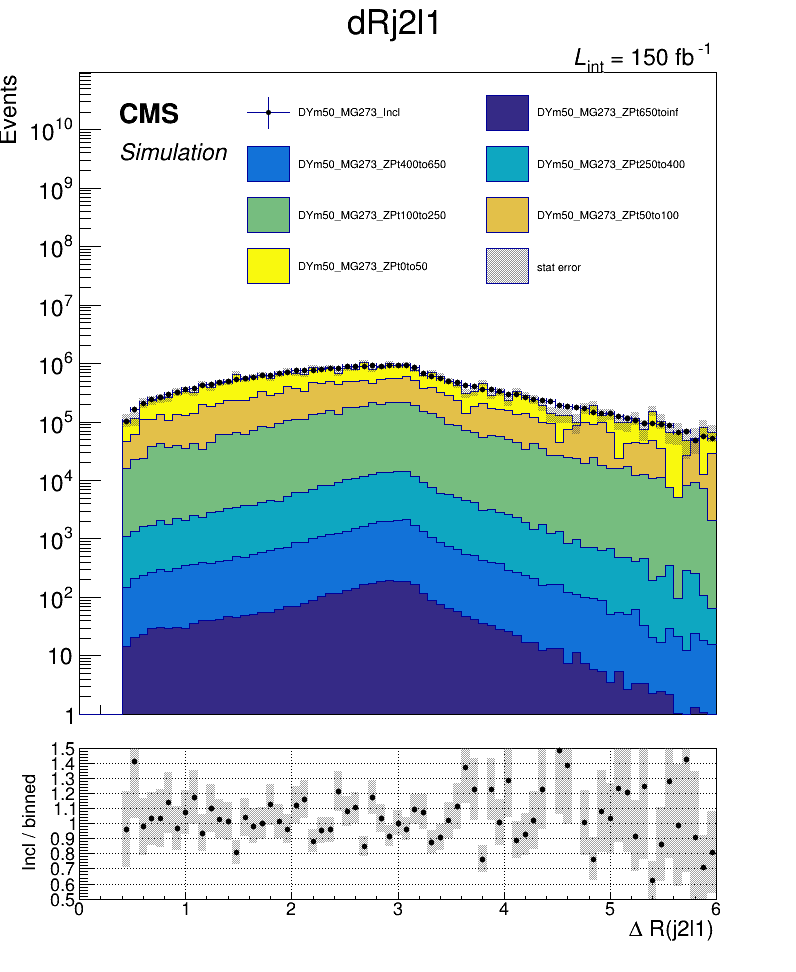 dRj2l1
L_int = 150 fb^-1
Events
CMS
Simulation
DYm50_MG273_Incl
DYm50_MG273_ZPt650toinf
DYm50_MG273_ZPt400to650
DYm50_MG273_ZPt250to400
DYm50_MG273_ZPt100to250
DYm50_MG273_ZPt50to100
DYm50_MG273_ZPt0to50
stat error
10^10
10^9
10^8
10^7
10^6
10^5
10^4
10^3
10^2
10
1
Incl / binned
1.5
1.4
1.3
1.2
1.1
1
0.9
0.8
0.7
0.6
0.5
0 1 2 3 4 5 6
Δ R(j2l1)